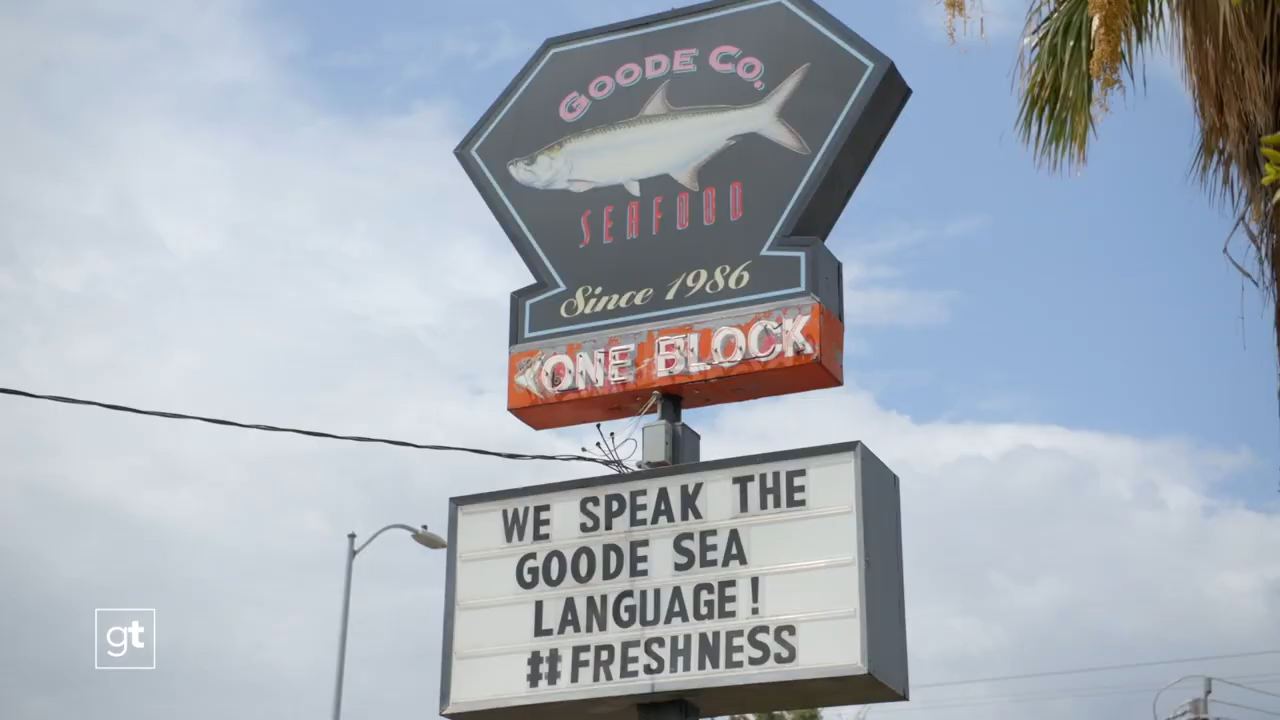 GOODE CO.
SEAFOOD
Since 1986
ONE BLOCK
WE SPEAK THE
GOODE SEA
LANGUAGE!
#FRESHNESS
gt